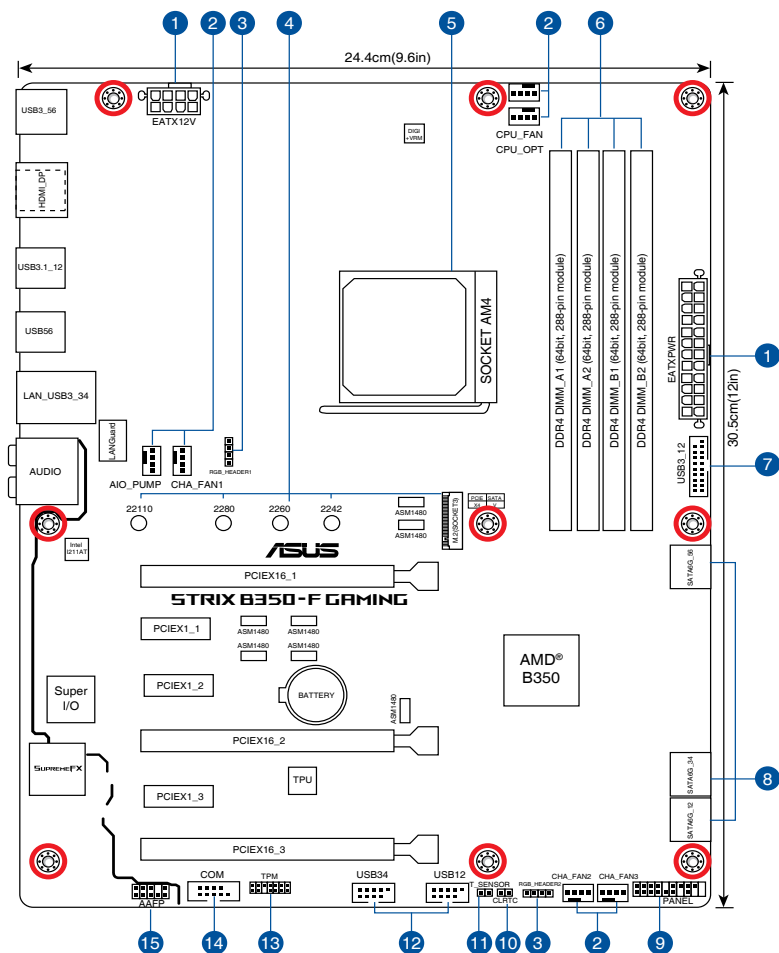 1
2
3
4
5
2
6
24.4cm(9.6in)
USB3_56
EATX12V
DIGI
+VRM
CPU_FAN
CPU_OPT
HDMI_DP
USB3.1_12
USB56
SOCKET AM4
DDR4 DIMM_A1 (64bit, 288-pin module)
DDR4 DIMM_A2 (64bit, 288-pin module)
DDR4 DIMM_B1 (64bit, 288-pin module)
DDR4 DIMM_B2 (64bit, 288-pin module)
EATXPWR
1
30.5cm(12in)
LAN_USB3_34
LANGuard
AUDIO
AIO_PUMP
CHA_FAN1
RGB_HEADER1
USB3_12
7
22110
2280
2260
2242
ASM1480
ASM1480
M.2(SOCKET3)
PCIE SATA
X4 V
Intel
I211AT
ASUS
SATA6G_56
PCIEX16_1
STRIX B350-F GAMING
PCIEX1_1
ASM1480
ASM1480
ASM1480
ASM1480
AMD®
B350
PCIEX1_2
BATTERY
Super
I/O
ASM1480
PCIEX16_2
SupremeFX
TPU
SATA6G_34
8
PCIEX1_3
SATA6G_12
PCIEX16_3
COM
TPM
USB34
USB12
T_SENSOR
CLRTC
RGB_HEADER2
CHA_FAN2
CHA_FAN3
PANEL
AAFP
15
14
13
12
11
10
3
2
9